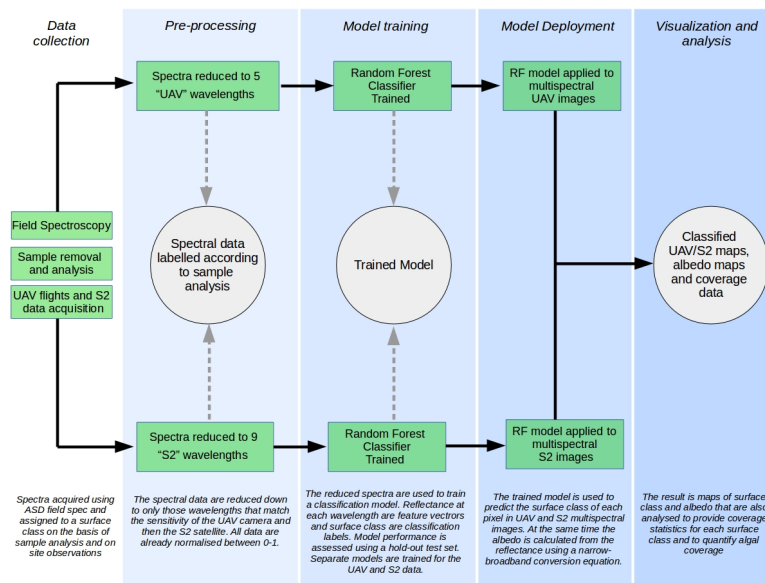 Data
collection
Pre-processing
Model training
Model Deployment
Visualization and
analysis
Spectra reduced to 5
“UAV” wavelengths
Random Forest
Classifier
Trained
RF model applied to
multispectral
UAV images
Field Spectroscopy
Sample removal
and analysis
UAV flights and S2
data acquisition
Spectral data
labelled according
to sample
analysis
Trained Model
Classified
UAV/S2 maps,
albedo maps
and coverage
data
Spectra reduced to 9
“S2” wavelengths
Random Forest
Classifier
Trained
RF model applied to
multispectral
S2 images
Spectra acquired using
ASD field spec and
assigned to a surface
class on the basis of
sample analysis and on
site observations
The spectral data are reduced down
to only those wavelengths that match
the sensitivity of the UAV camera and
then the S2 satellite. All data are
already normalised between 0-1.
The reduced spectra are used to train
a classification model. Reflectance at
each wavelength are feature vectrors
and surface class are classification
labels. Model performance is
assessed using a hold-out test set.
Separate models are trained for the
UAV and S2 data.
The trained model is used to
predict the surface class of each
pixel in UAV and S2 multispectral
images. At the same time the
albedo is calculated from the
reflectance using a narrow-
broadband conversion equation.
The result is maps of surface
class and albedo that are also
analysed to provide coverage
statistics for each surface
class and to quantify algal
coverage